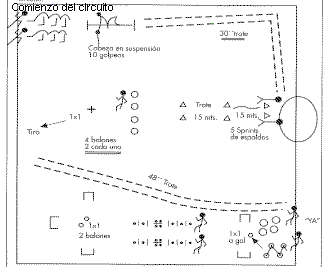 Comienzo del circuito
Cabeza en suspensión
10 golpeos
30´´ trote
1x1
Tiro
4 balones
2 cada uno
Trote
15 mts.
15 mts.
5 Sprints
de espaldas
48´´ Trote
1x1
2 balones
1x1
a gol
"YA"